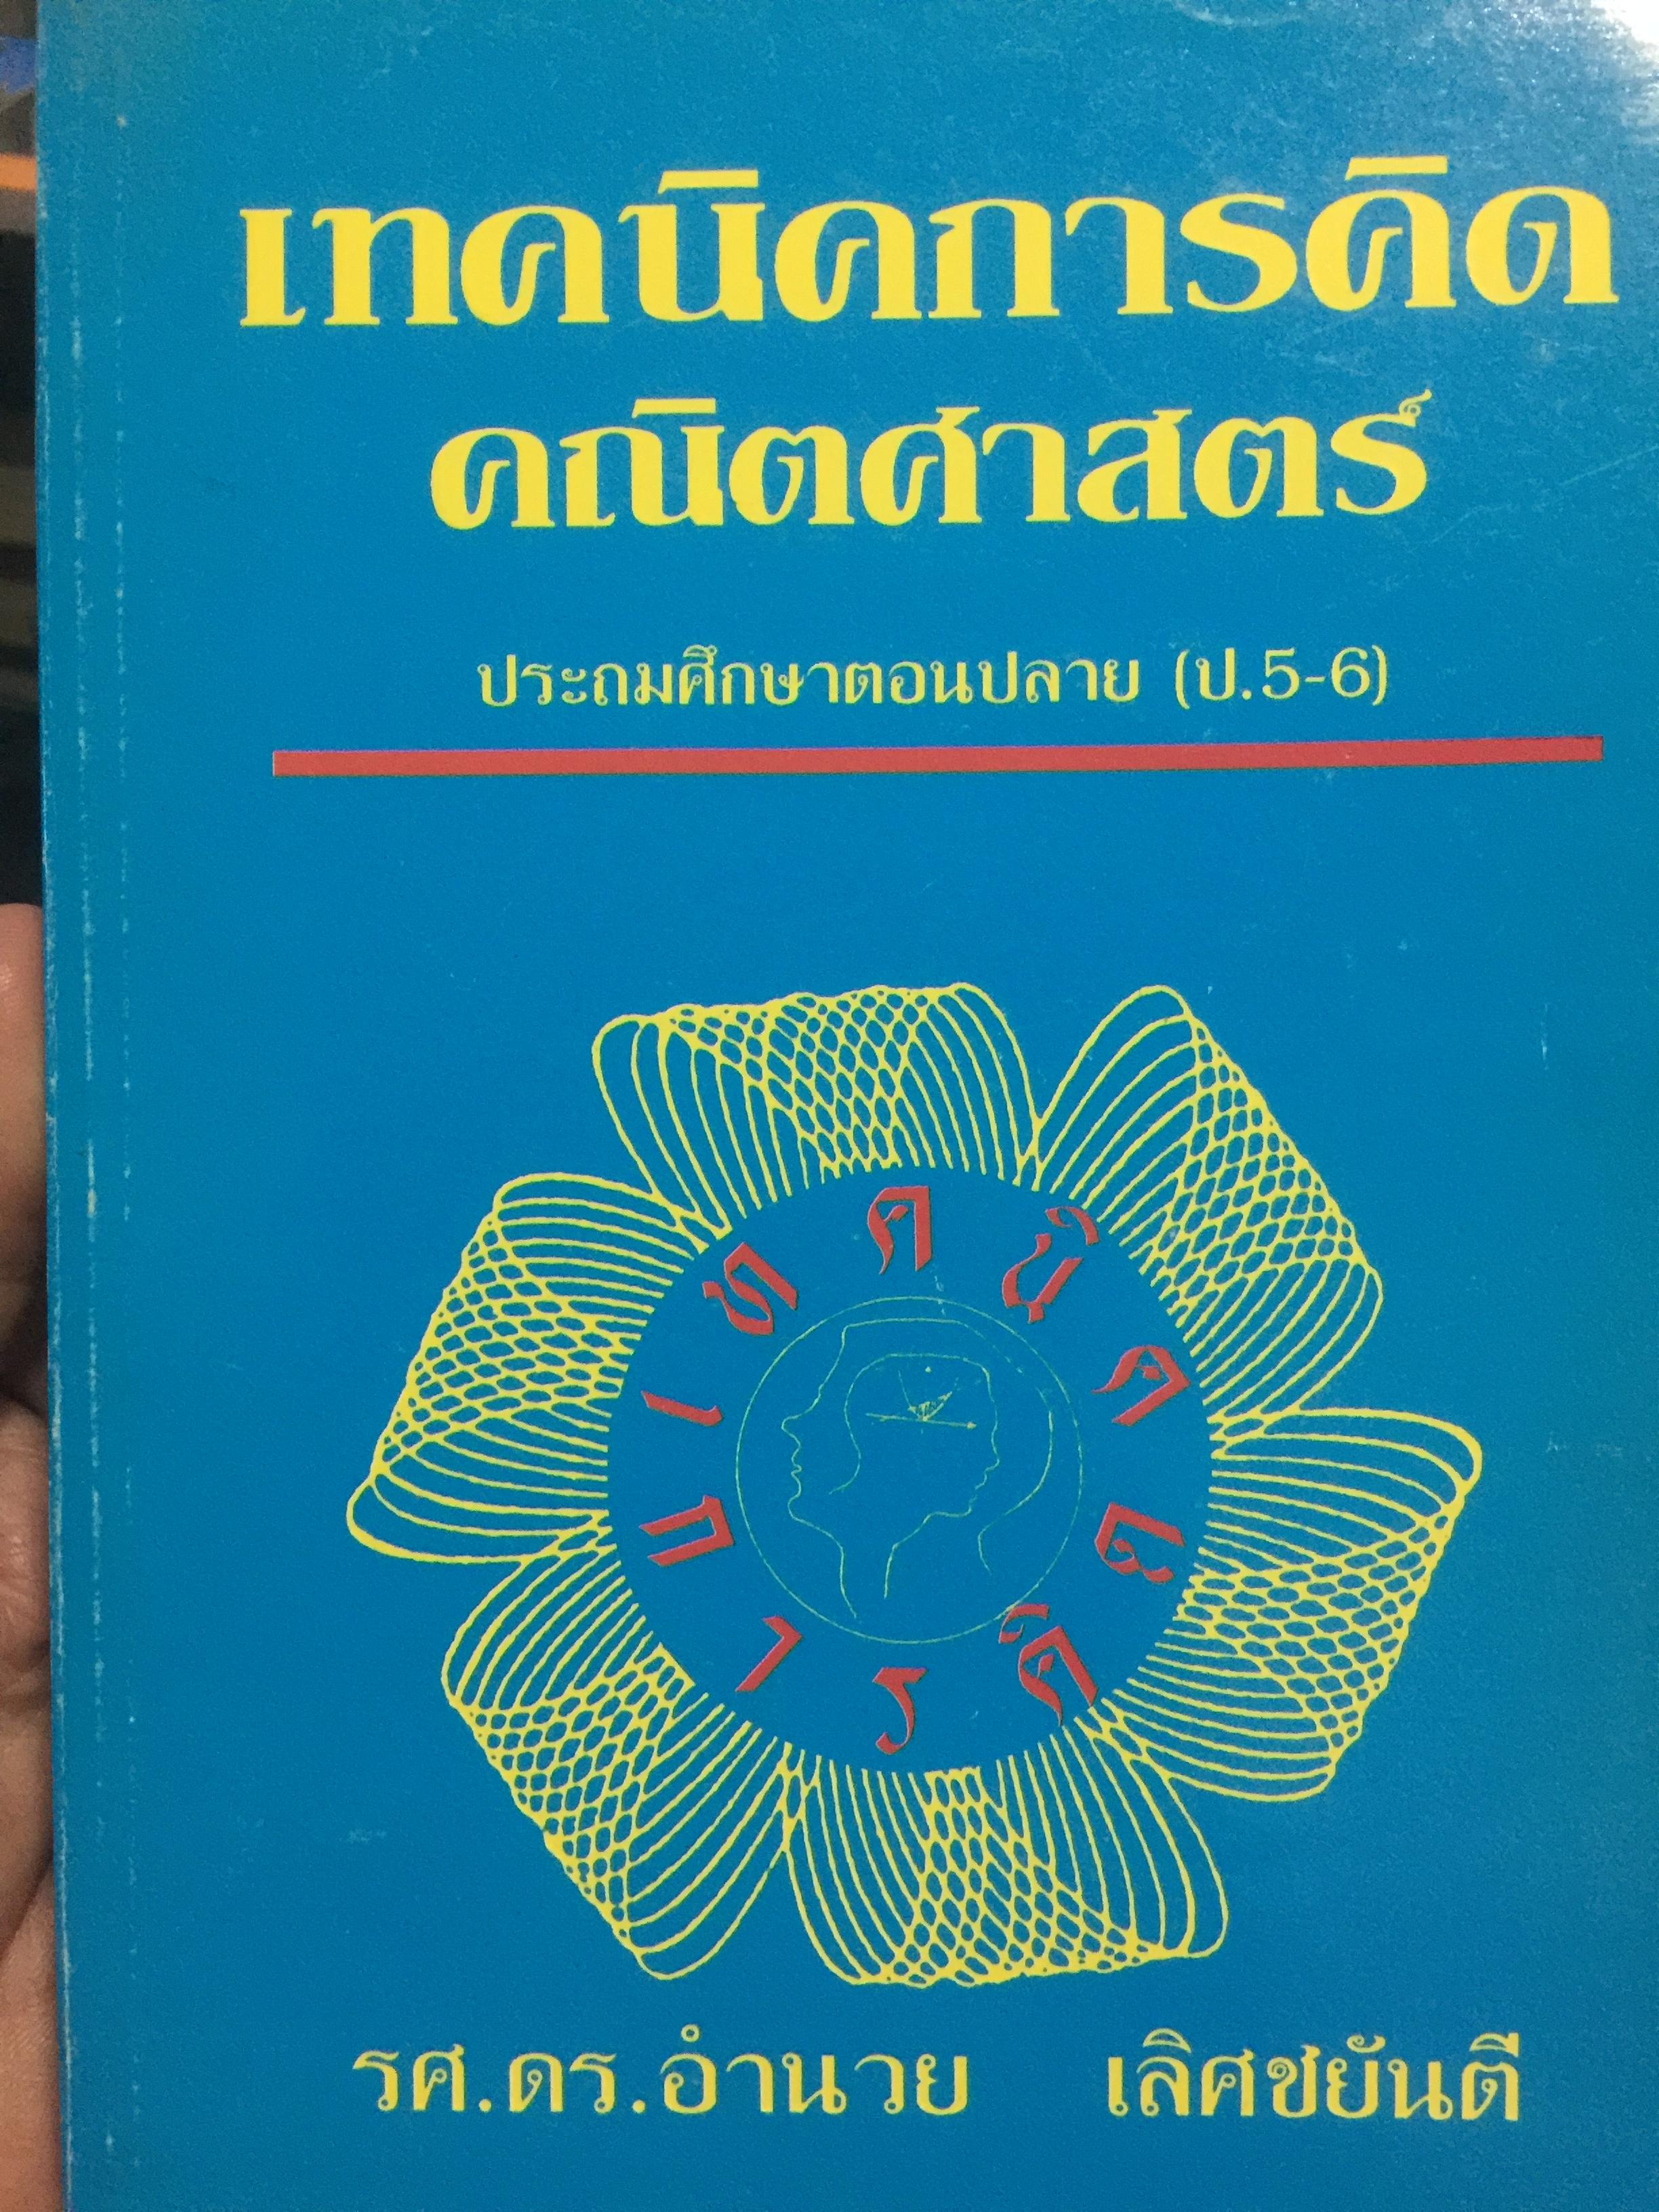 เทคนิคการคิด
คณิตศาสตร์
ประถมศึกษาตอนปลาย (ป.5-6)
เทคนิคการคิด
รศ.ดร.อำนวย เลิศชยันตี